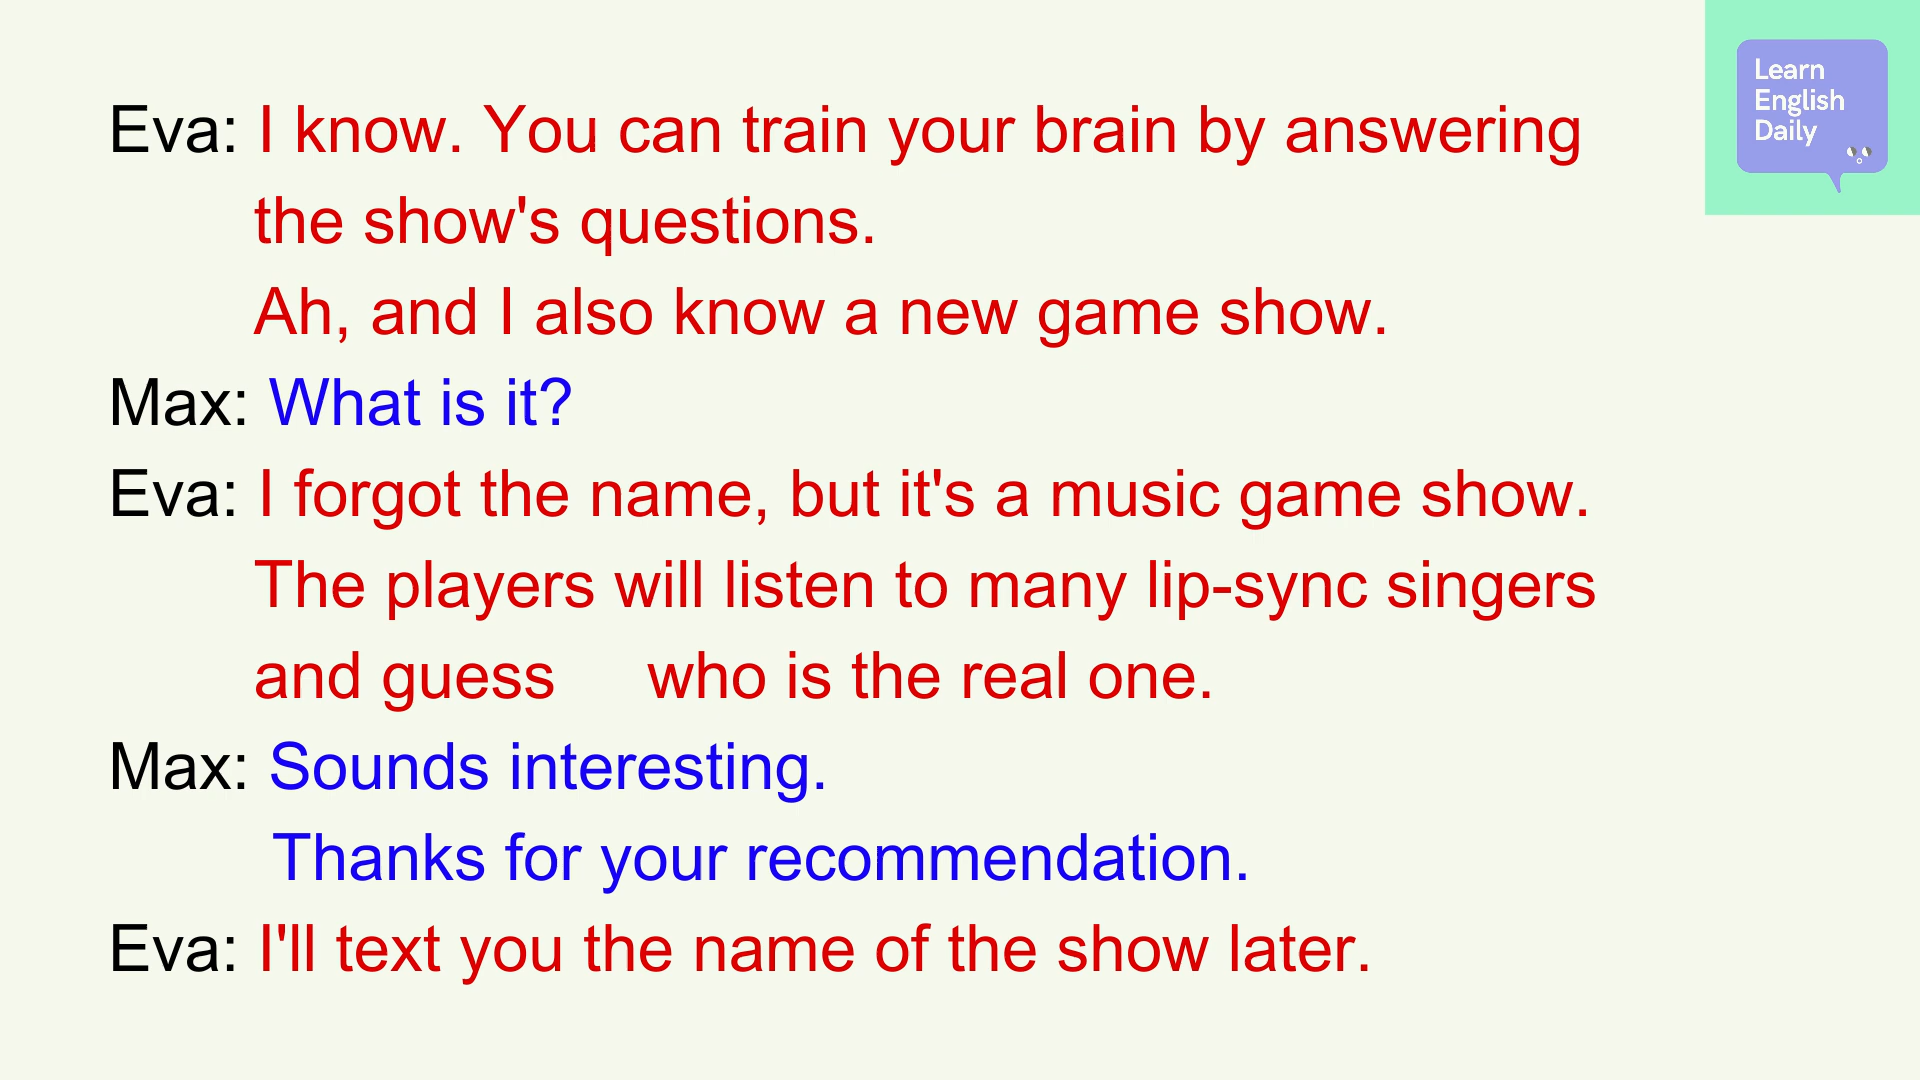 Learn
English
Daily
Eva: I know. You can train your brain by answering
the show's questions.
Ah, and I also know a new game show.
Max: What is it?
Eva: I forgot the name, but it's a music game show.
The players will listen to many lip-sync singers
and guess who is the real one.
Max: Sounds interesting.
Thanks for your recommendation.
Eva: I'll text you the name of the show later.